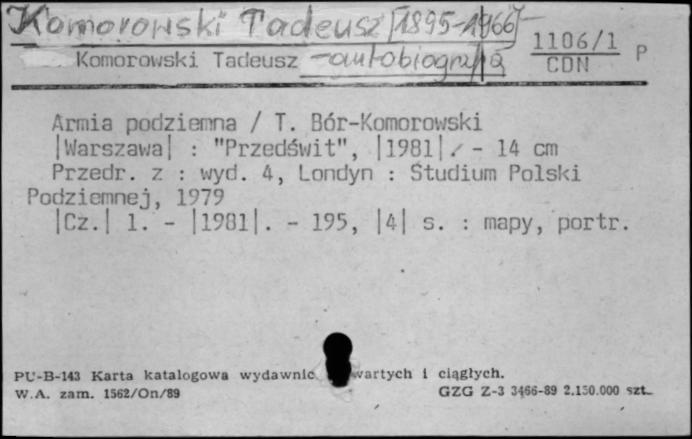 Komorowski Tadeusz [1895-1966]
Komorowski Tadeusz - autobiografia
1106/1 P
CDN
Armia podziemna / T. Bór-Komorowski
|Warszawa| : "Przedświt", |1981|. - 14 cm
Przedr. z : wyd. 4, Londyn : Studium Polski
Podziemnej, 1979
|Cz.| 1. - |1981|. - 195, |4| s. : mapy, portr.
PU-B-143 Karta katalogowa wydawnic wartych i ciągłych.
W.A. zam. 1562/On/89 GZG Z-3 3466-89 2.150.000 szt.